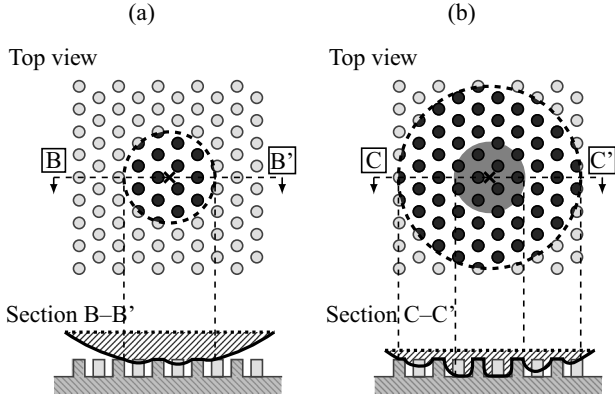 (a)
(b)
Top view
Top view
B
B’
C
C’
Section B–B’
Section C–C’